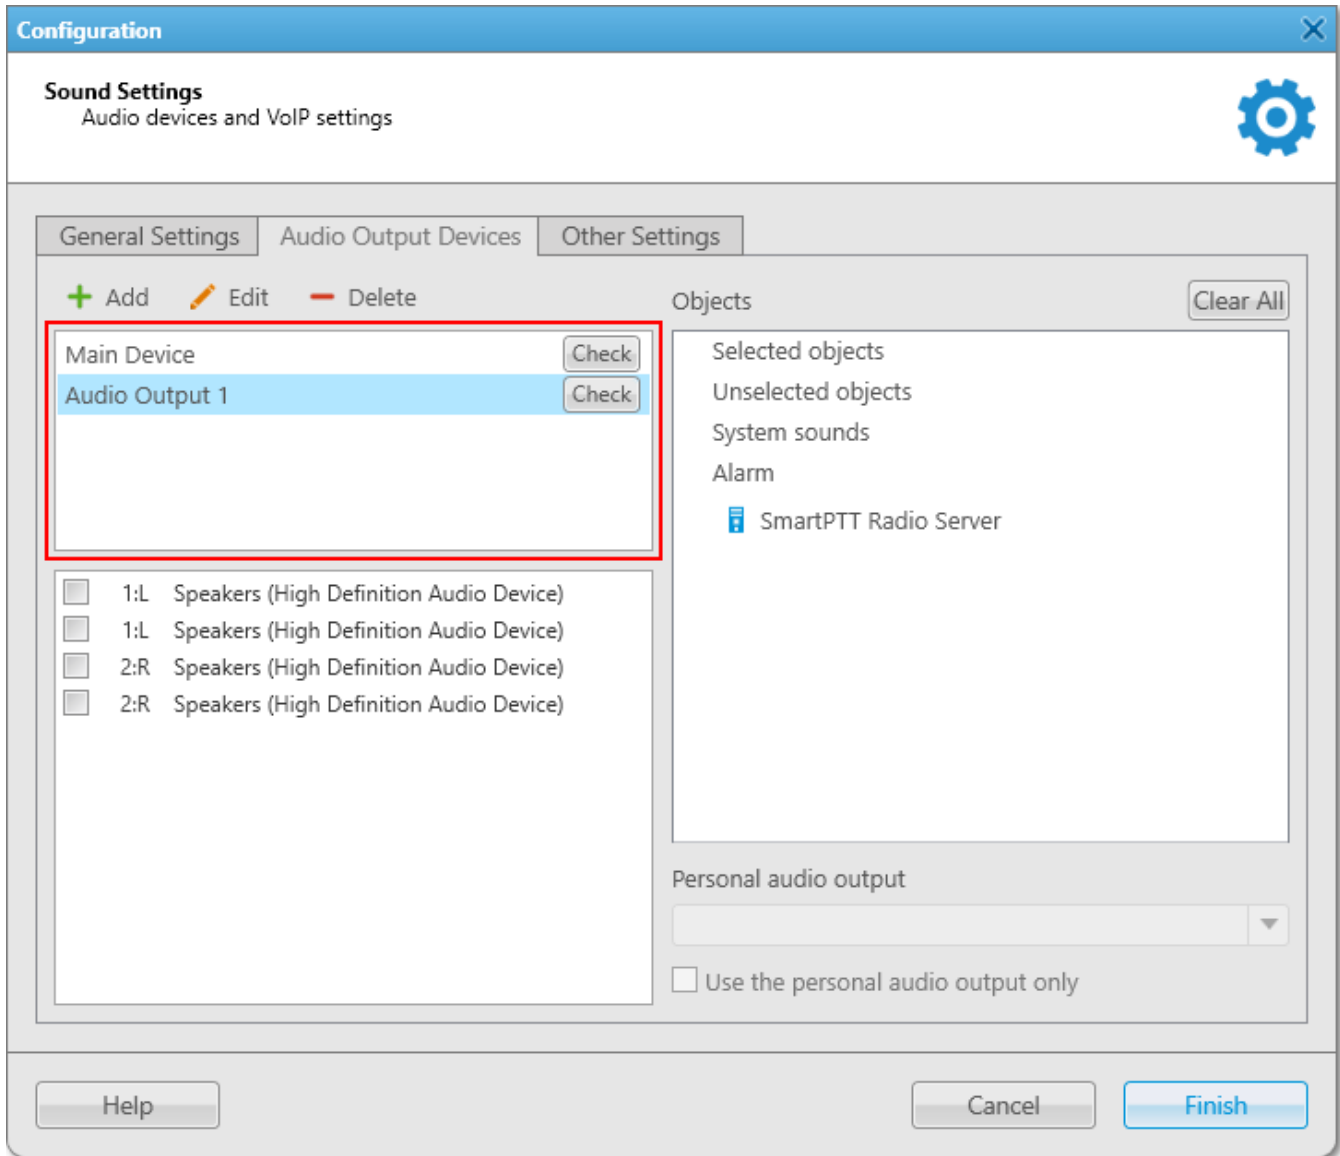 Configuration
Sound Settings
Audio devices and VoIP settings
General Settings
Audio Output Devices
Other Settings
Add
Edit
Delete
Main Device
Check
Audio Output 1
Check
1:L Speakers (High Definition Audio Device)
1:L Speakers (High Definition Audio Device)
2:R Speakers (High Definition Audio Device)
2:R Speakers (High Definition Audio Device)
Objects
Clear All
Selected objects
Unselected objects
System sounds
Alarm
SmartPTT Radio Server
Personal audio output
Use the personal audio output only
Help
Cancel
Finish